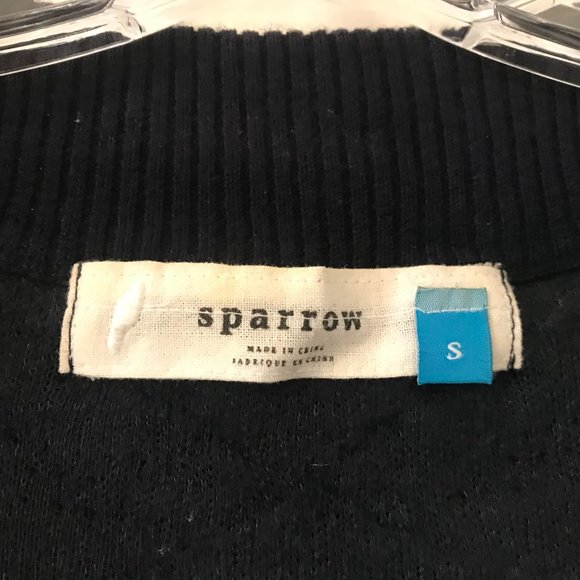 sparrow
MADE IN CHINA
FABRIQUE EN CHINE
S